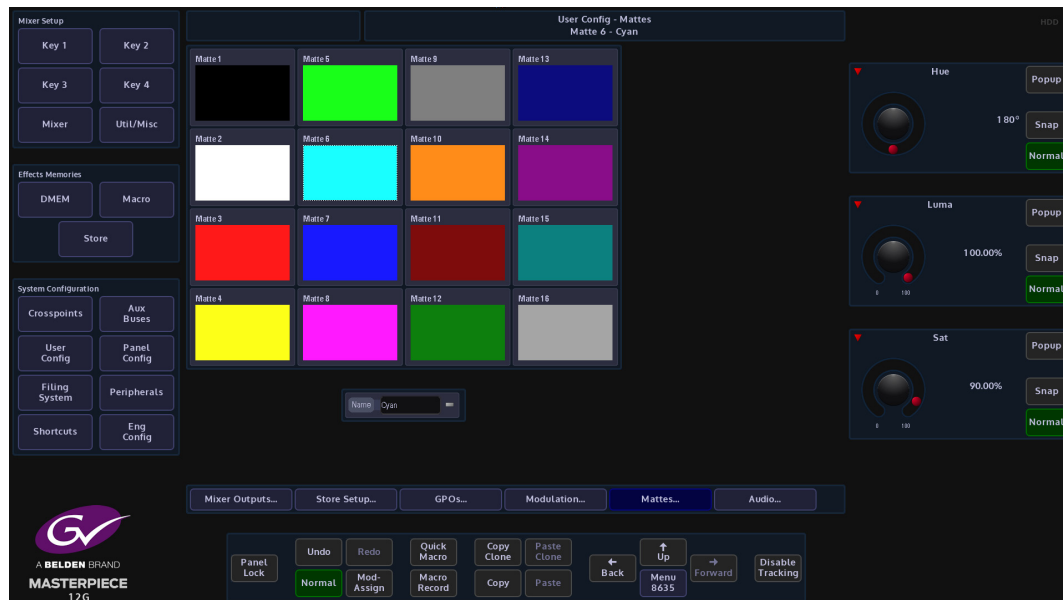 Mixer Setup
Key 1
Key 2
Key 3
Key 4
Mixer
Util/Misc
Effects Memories
DMEM
Macro
Store
System Configuration
Crosspoints
Aux
Buses
User
Config
Panel
Config
Filing
System
Peripherals
Shortcuts
Eng
Config
GV
A BELDEN BRAND
MASTERPIECE
12G
User Config - Mattes
Matte 6 - Cyan
HDD
Matte 1
Matte 5
Matte 9
Matte 13
Matte 2
Matte 6
Matte 10
Matte 14
Matte 3
Matte 7
Matte 11
Matte 15
Matte 4
Matte 8
Matte 12
Matte 16
Name
Cyan
Hue
180°
Popup
Snap
Normal
Luma
100.00%
0
100
Popup
Snap
Normal
Sat
90.00%
0
100
Popup
Snap
Normal
Mixer Outputs...
Store Setup...
GPOs...
Modulation...
Mattes...
Audio...
Panel
Lock
Undo
Redo
Normal
Mod-
Assign
Quick
Macro
Macro
Record
Copy
Clone
Paste
Clone
Copy
Paste
Back
Up
Menu
8635
Forward
Disable
Tracking